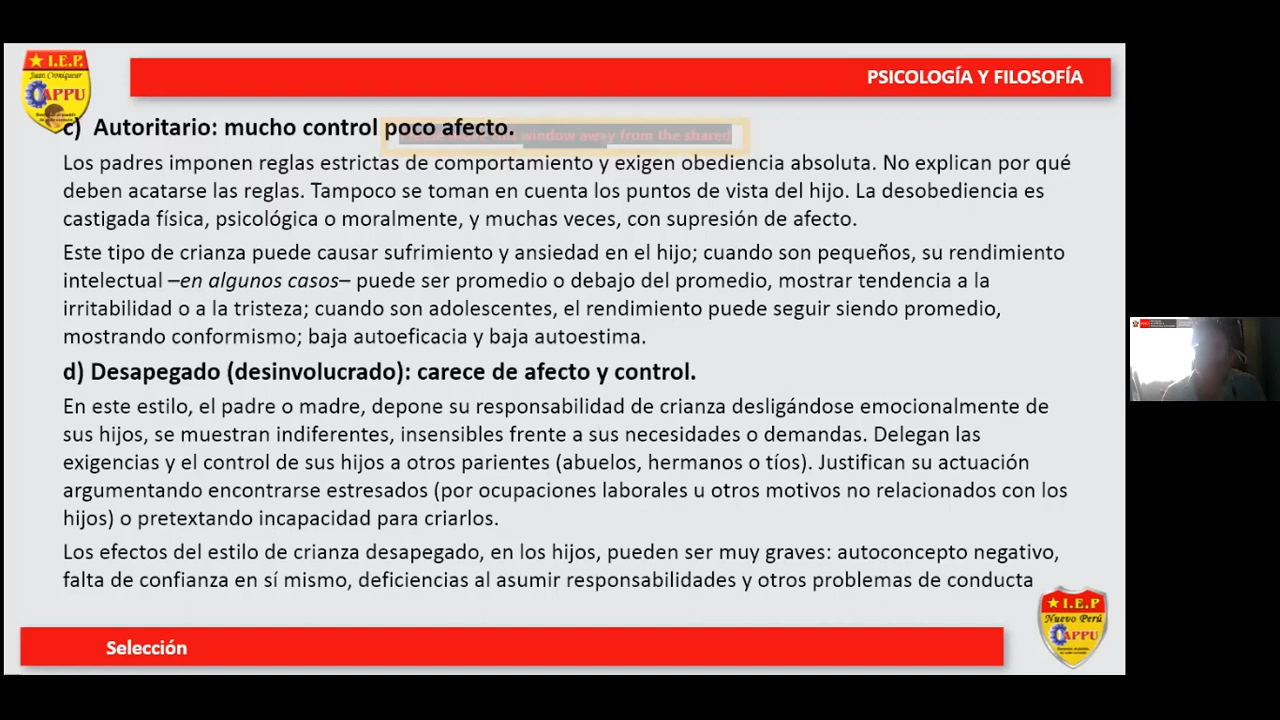 I.E.P.
Juan Croniqueur
CAPPU
PSICOLOGÍA Y FILOSOFÍA
c) Autoritario: mucho control poco afecto.
window away from the shared
Los padres imponen reglas estrictas de comportamiento y exigen obediencia absoluta. No explican por qué
deben acatarse las reglas. Tampoco se toman en cuenta los puntos de vista del hijo. La desobediencia es
castigada física, psicológica o moralmente, y muchas veces, con supresión de afecto.
Este tipo de crianza puede causar sufrimiento y ansiedad en el hijo; cuando son pequeños, su rendimiento
intelectual –en algunos casos– puede ser promedio o debajo del promedio, mostrar tendencia a la
irritabilidad o a la tristeza; cuando son adolescentes, el rendimiento puede seguir siendo promedio,
mostrando conformismo; baja autoeficacia y baja autoestima.
d) Desapegado (desinvolucrado): carece de afecto y control.
En este estilo, el padre o madre, depone su responsabilidad de crianza desligándose emocionalmente de
sus hijos, se muestran indiferentes, insensibles frente a sus necesidades o demandas. Delegan las
exigencias y el control de sus hijos a otros parientes (abuelos, hermanos o tíos). Justifican su actuación
argumentando encontrarse estresados (por ocupaciones laborales u otros motivos no relacionados con los
hijos) o pretextando incapacidad para criarlos.
Los efectos del estilo de crianza desapegado, en los hijos, pueden ser muy graves: autoconcepto negativo,
falta de confianza en sí mismo, deficiencias al asumir responsabilidades y otros problemas de conducta
I.E.P
Nuevo Perú
CAPPU
Selección